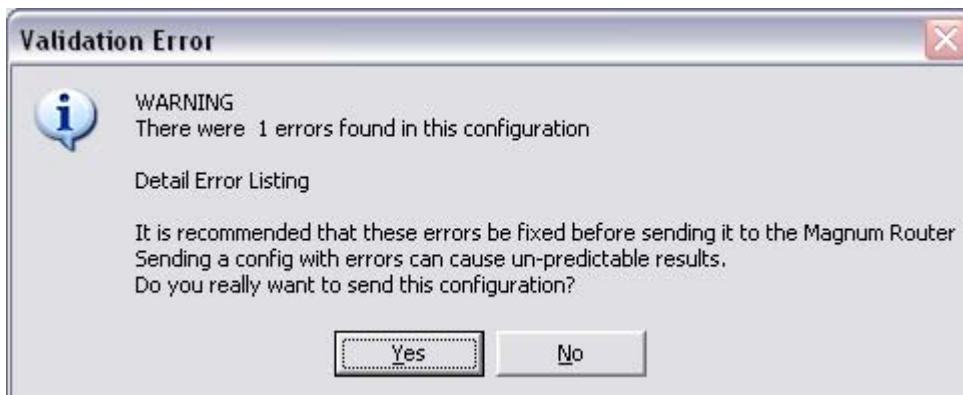 Validation Error
WARNING
There were 1 errors found in this configuration
Detail Error Listing
It is recommended that these errors be fixed before sending it to the Magnum Router
Sending a config with errors can cause un-predictable results.
Do you really want to send this configuration?
Yes
No